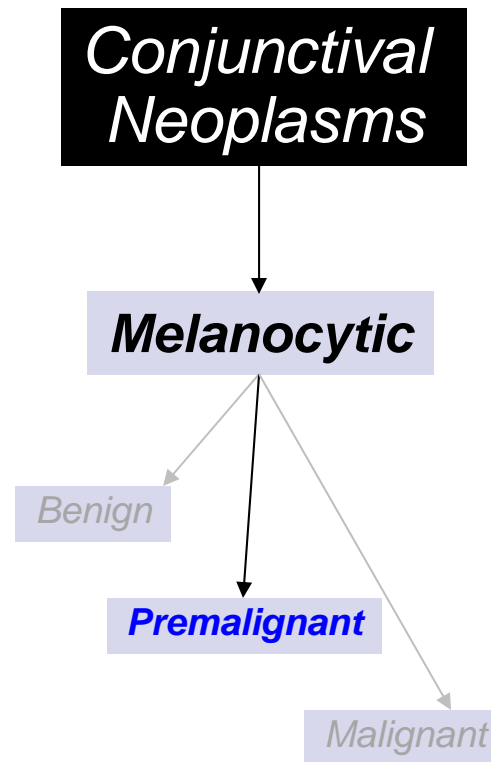 Conjunctival
Neoplasms
Melanocytic
Benign
Premalignant
Malignant